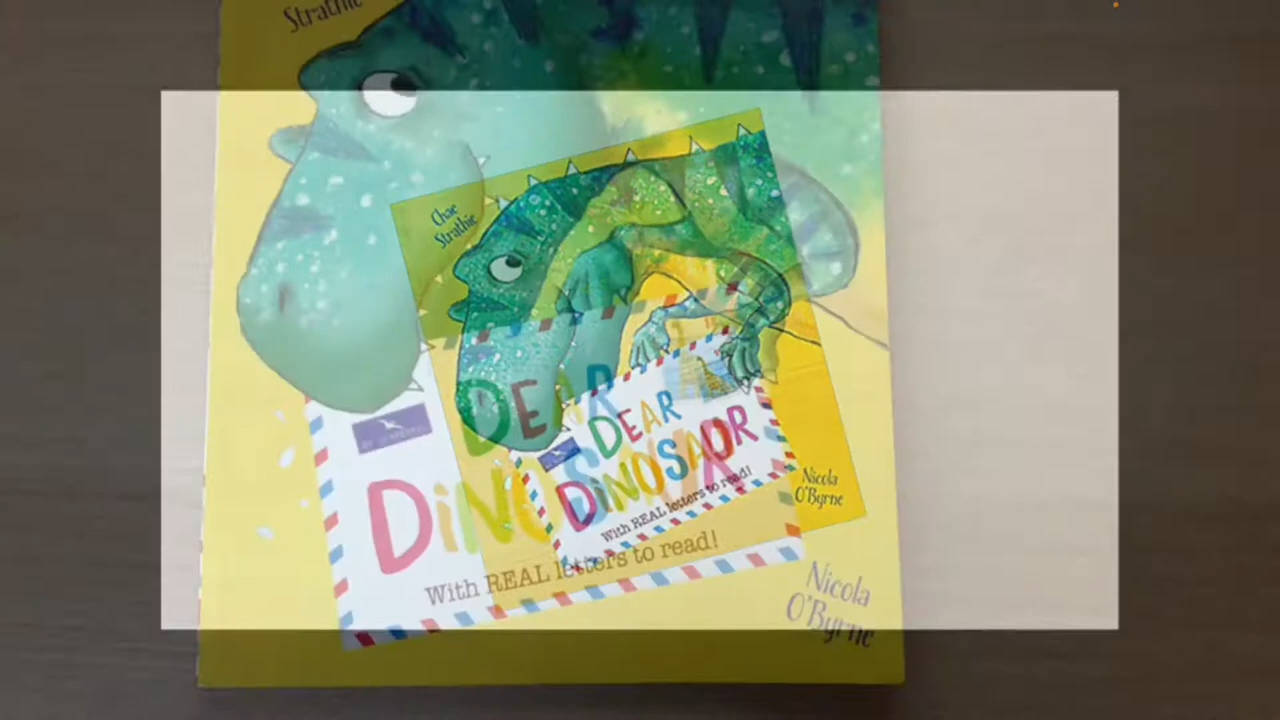 Strathie
Chae
Strathie
DEAR
DINOSAUR
With REAL letters to read!
Nicola
O'Byrne
DEAR
DINOSAUR
With REAL letters to read!
Nicola
O'Byrne